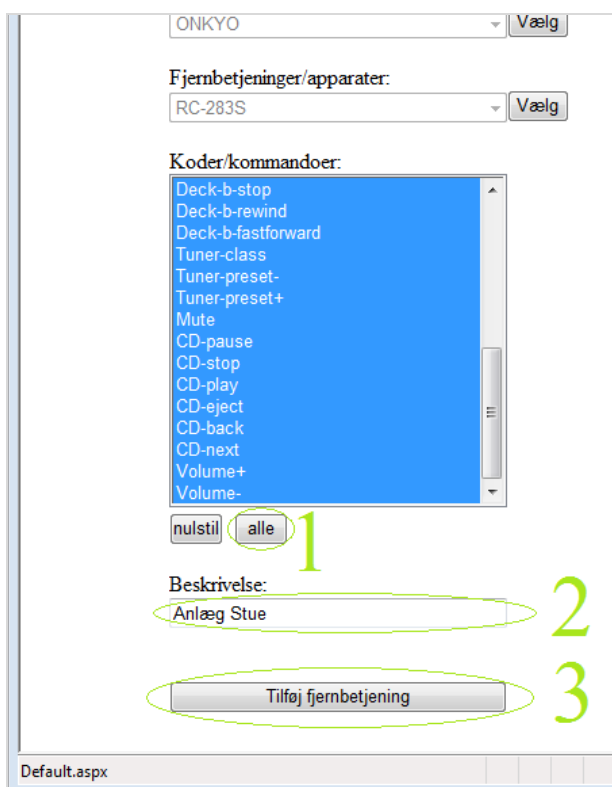 ONKYO Vælg
Fjernbetjeninger/apparater:
RC-283S Vælg
Koder/kommandoer:
Deck-b-stop
Deck-b-rewind
Deck-b-fastforward
Tuner-class
Tuner-preset-
Tuner-preset+
Mute
CD-pause
CD-stop
CD-play
CD-eject
CD-back
CD-next
Volume+
Volume-
nulstil alle 1
Beskrivelse:
Anlæg Stue 2
Tilføj fjernbetjening 3
Default.aspx